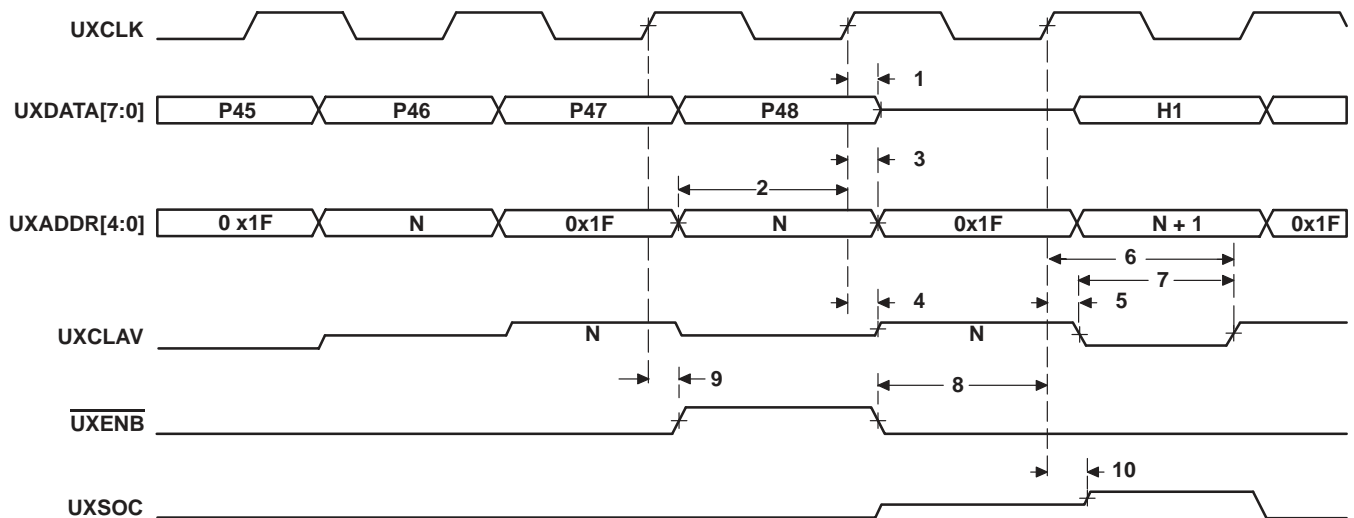 UXCLK
1
UXDATA[7:0] P45 P46 P47 P48 H1
3
2
UXADDR[4:0] 0 x1F N 0x1F N 0x1F N + 1 0x1F
6
7
4 5
UXCLAV N N
9 8
UXENB
10
UXSOC